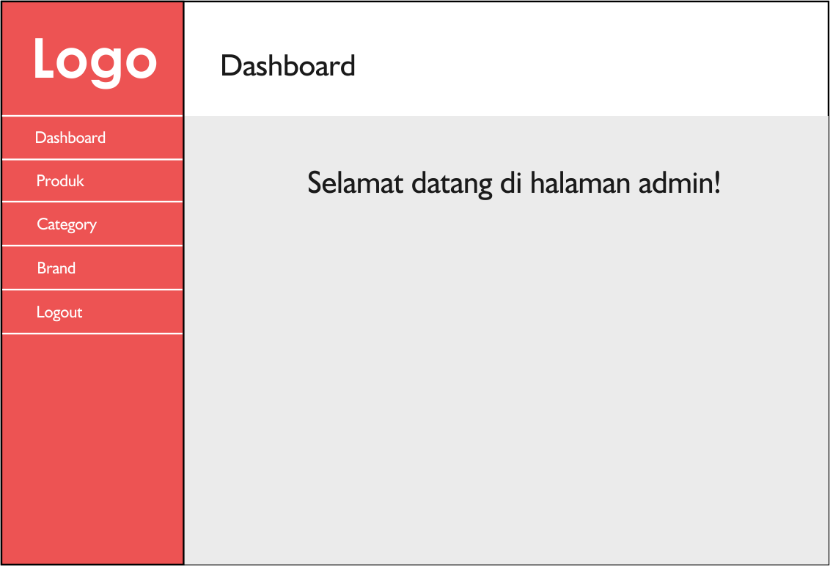 Logo
Dashboard
Produk
Category
Brand
Logout
Dashboard
Selamat datang di halaman admin!